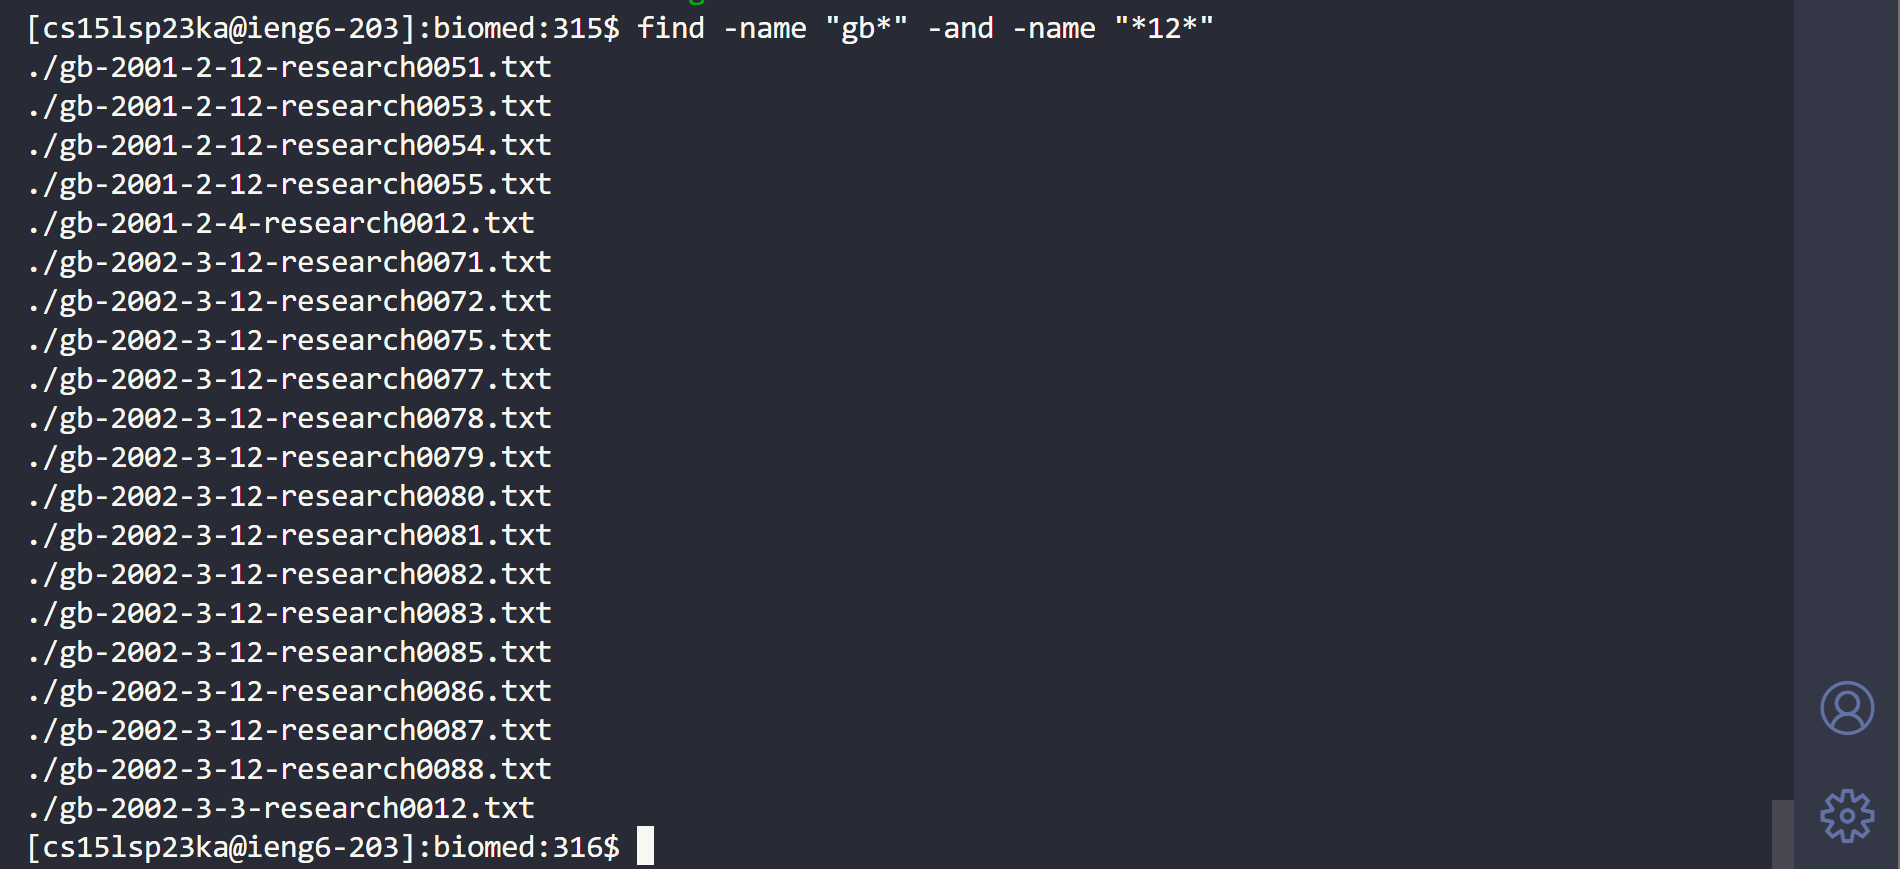 [cs15lsp23ka@ieng6-203]:biomed:315$ find -name "gb*" -and -name "*12*"
./gb-2001-2-12-research0051.txt
./gb-2001-2-12-research0053.txt
./gb-2001-2-12-research0054.txt
./gb-2001-2-12-research0055.txt
./gb-2001-2-4-research0012.txt
./gb-2002-3-12-research0071.txt
./gb-2002-3-12-research0072.txt
./gb-2002-3-12-research0075.txt
./gb-2002-3-12-research0077.txt
./gb-2002-3-12-research0078.txt
./gb-2002-3-12-research0079.txt
./gb-2002-3-12-research0080.txt
./gb-2002-3-12-research0081.txt
./gb-2002-3-12-research0082.txt
./gb-2002-3-12-research0083.txt
./gb-2002-3-12-research0085.txt
./gb-2002-3-12-research0086.txt
./gb-2002-3-12-research0087.txt
./gb-2002-3-12-research0088.txt
./gb-2002-3-3-research0012.txt
[cs15lsp23ka@ieng6-203]:biomed:316$